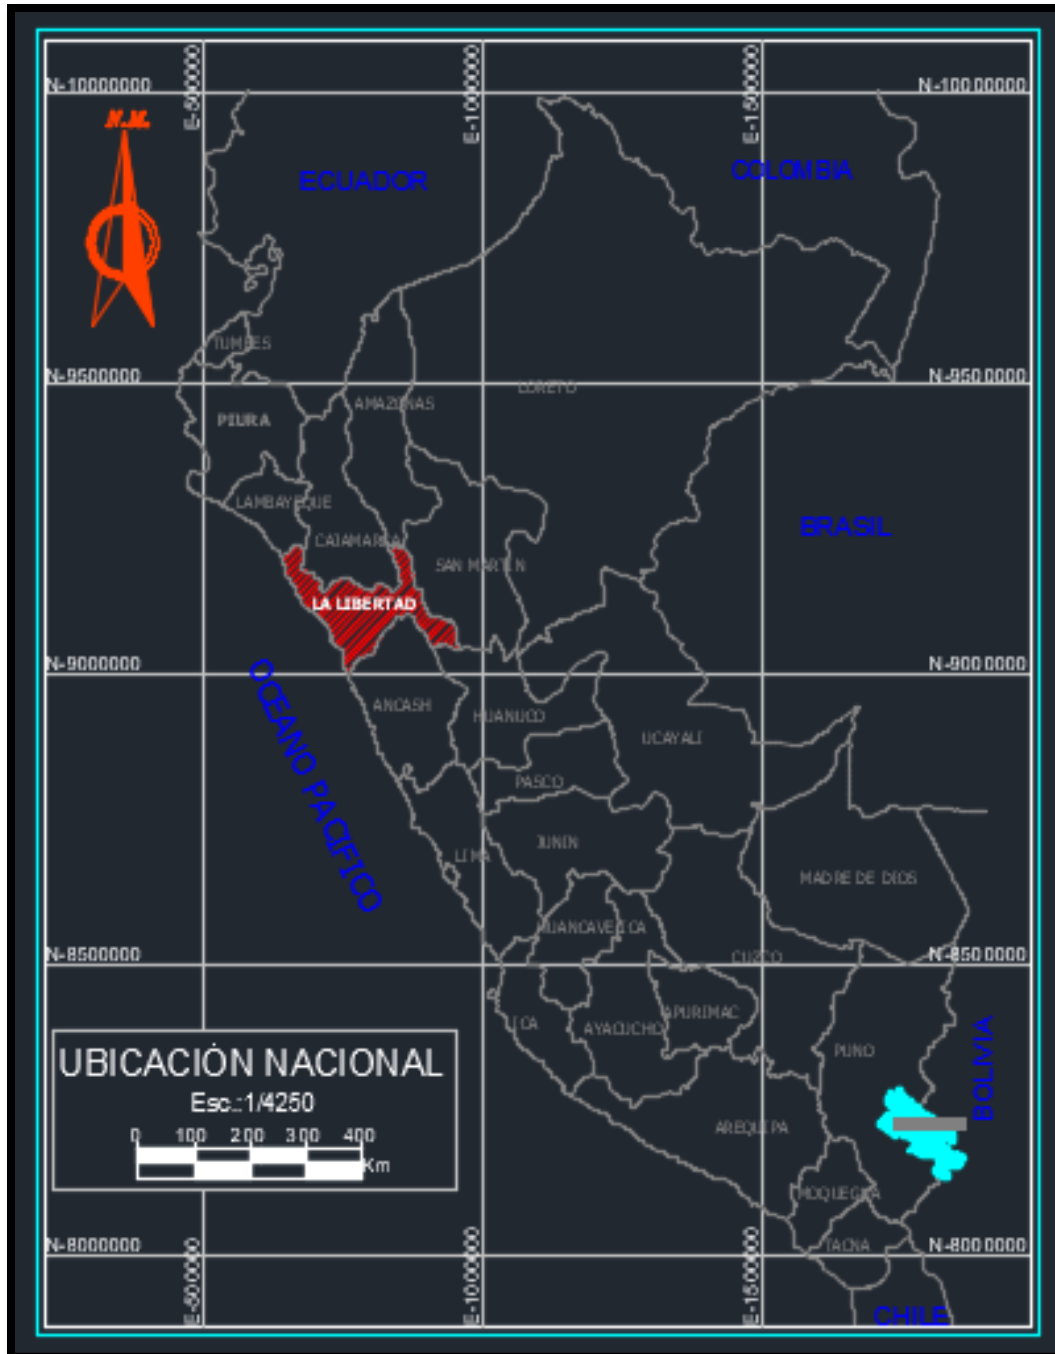 E-500000
E-1000000
E-1500000
N-10000000
N-10000000
N.M.
ECUADOR
COLOMBIA
TUMBES
N-9500000
N-9500000
LORETO
AMAZONAS
PIURA
LAMBAYEQUE
BRASIL
CAJAMARCA
SAN MARTIN
LA LIBERTAD
N-9000000
N-9000000
OCEANO PACIFICO
ANCASH
HUANUCO
UCAYALI
PASCO
JUNIN
LIMA
MADRE DE DIOS
HUANCAVELICA
N-8500000
N-8500000
CUZCO
APURIMAC
ICA
AYACUCHO
PUNO
BOLIVIA
UBICACIÓN NACIONAL
Esc.:1/4250
0 100 200 300 400
Km
AREQUIPA
MOQUEGUA
TACNA
N-8000000
N-8000000
E-500000
E-1000000
E-1500000
CHILE